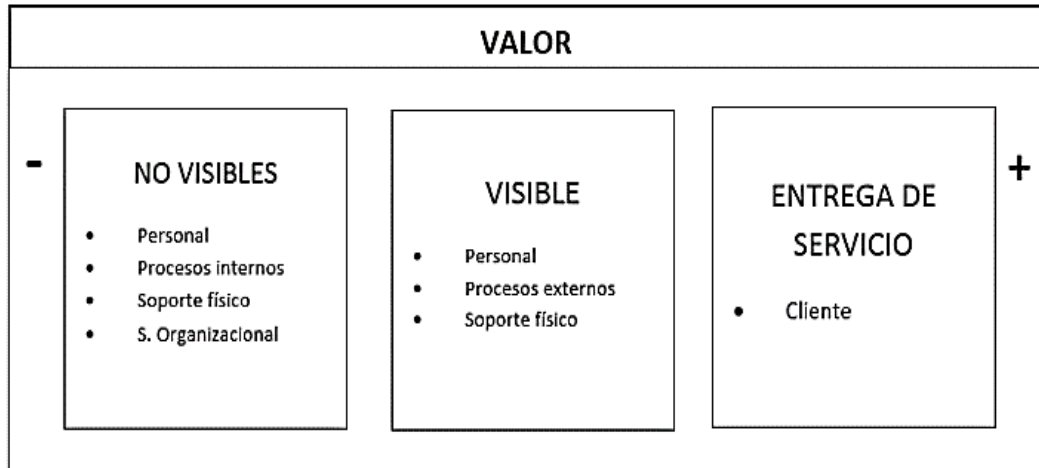 VALOR
-
NO VISIBLES
• Personal
• Procesos internos
• Soporte físico
• S. Organizacional
VISIBLE
• Personal
• Procesos externos
• Soporte físico
ENTREGA DE
SERVICIO
• Cliente
+